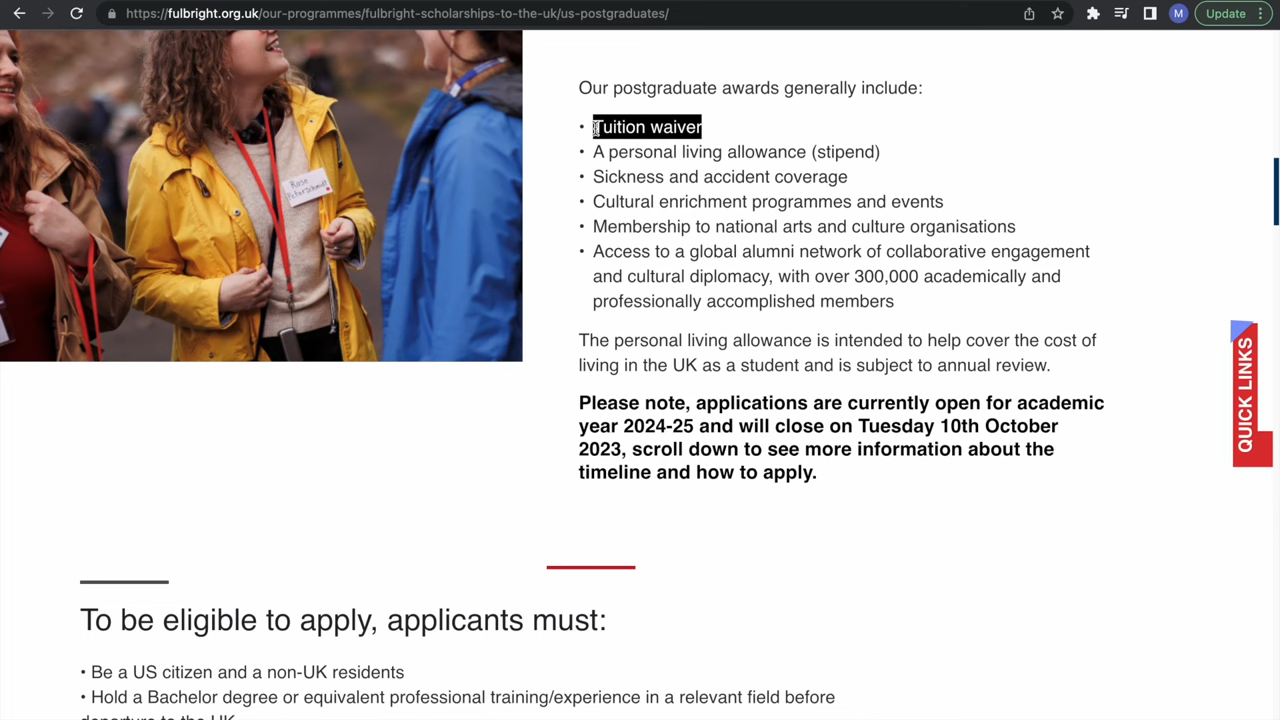 https://fulbright.org.uk/our-programmes/fulbright-scholarships-to-the-uk/us-postgraduates/
M
Update
Rose
Our postgraduate awards generally include:
• Tuition waiver
• A personal living allowance (stipend)
• Sickness and accident coverage
• Cultural enrichment programmes and events
• Membership to national arts and culture organisations
• Access to a global alumni network of collaborative engagement
and cultural diplomacy, with over 300,000 academically and
professionally accomplished members
The personal living allowance is intended to help cover the cost of
living in the UK as a student and is subject to annual review.
Please note, applications are currently open for academic
year 2024-25 and will close on Tuesday 10th October
2023, scroll down to see more information about the
timeline and how to apply.
QUICK LINKS
To be eligible to apply, applicants must:
• Be a US citizen and a non-UK residents
• Hold a Bachelor degree or equivalent professional training/experience in a relevant field before
departure to the UK